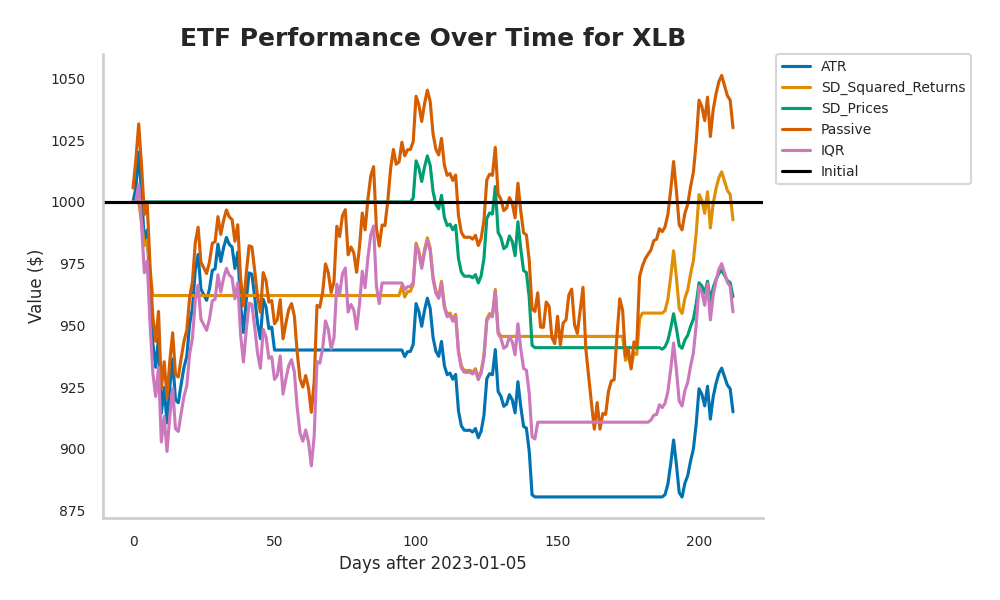 ETF Performance Over Time for XLB
1050
1025
1000
975
950
925
900
875
Value ($)
0
50
100
150
200
Days after 2023-01-05
ATR
SD_Squared_Returns
SD_Prices
Passive
IQR
Initial